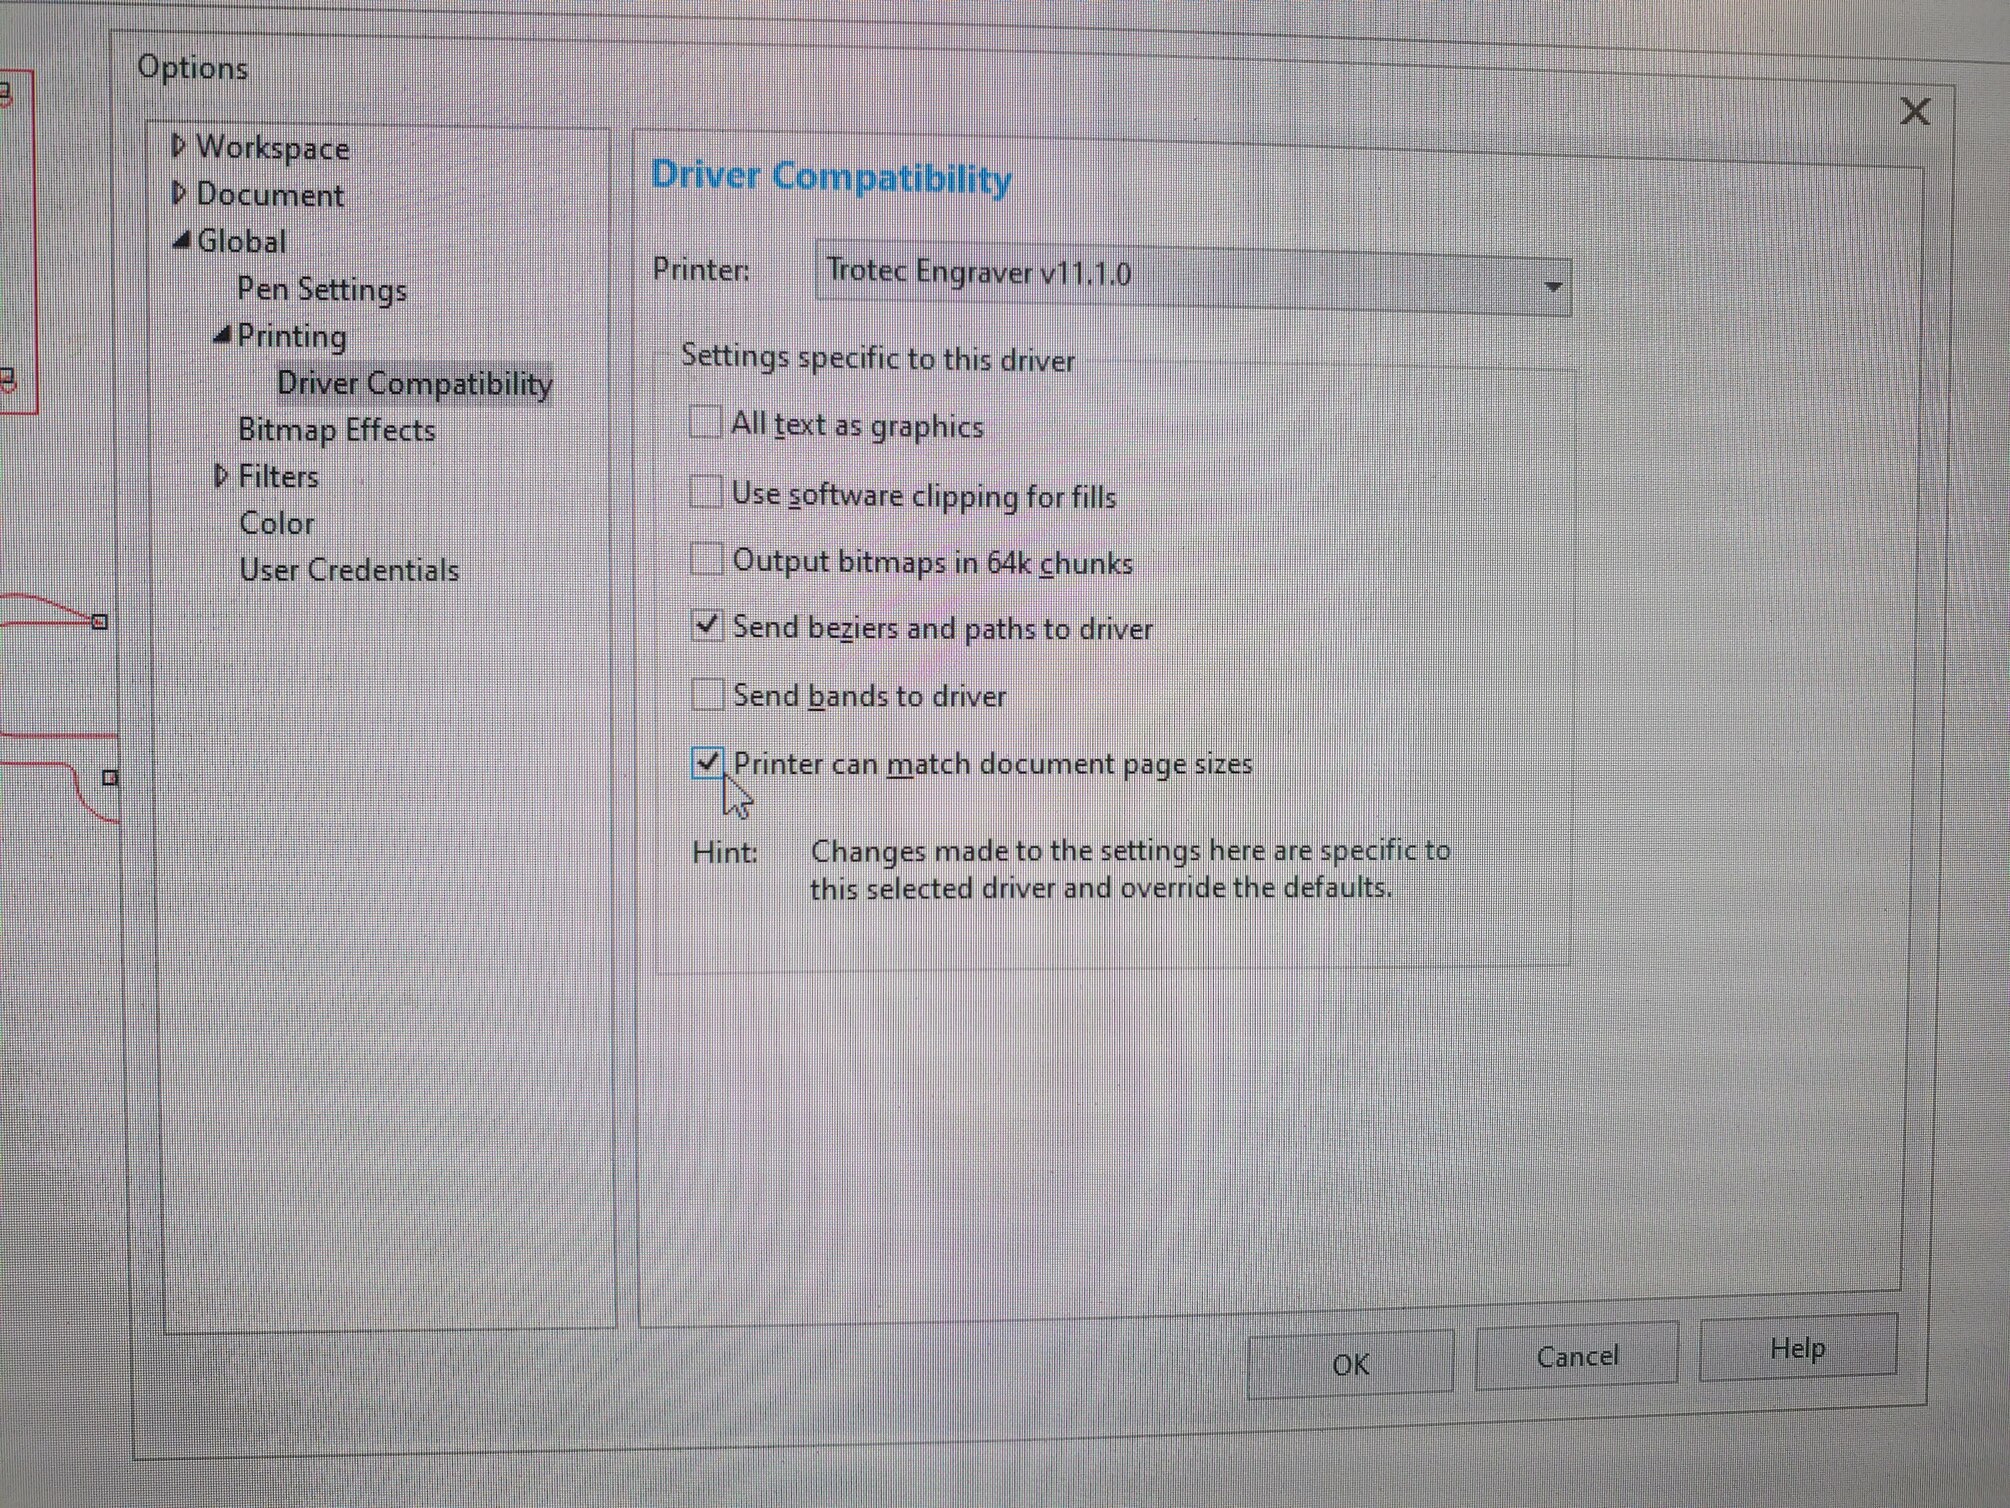 Options
Workspace
Document
Global
Pen Settings
Printing
Driver Compatibility
Bitmap Effects
Filters
Color
User Credentials
Driver Compatibility
Printer: Trotec Engraver v11.1.0
Settings specific to this driver
All text as graphics
Use software clipping for fills
Output bitmaps in 64k chunks
Send beziers and paths to driver
Send bands to driver
Printer can match document page sizes
Hint: Changes made to the settings here are specific to
this selected driver and override the defaults.
OK Cancel Help